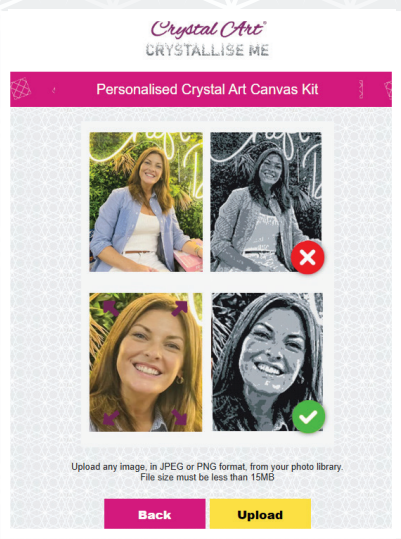 Crystal Art®
CRYSTALLISE ME
Personalised Crystal Art Canvas Kit
Upload any image, in JPEG or PNG format, from your photo library.
File size must be less than 15MB
Back
Upload